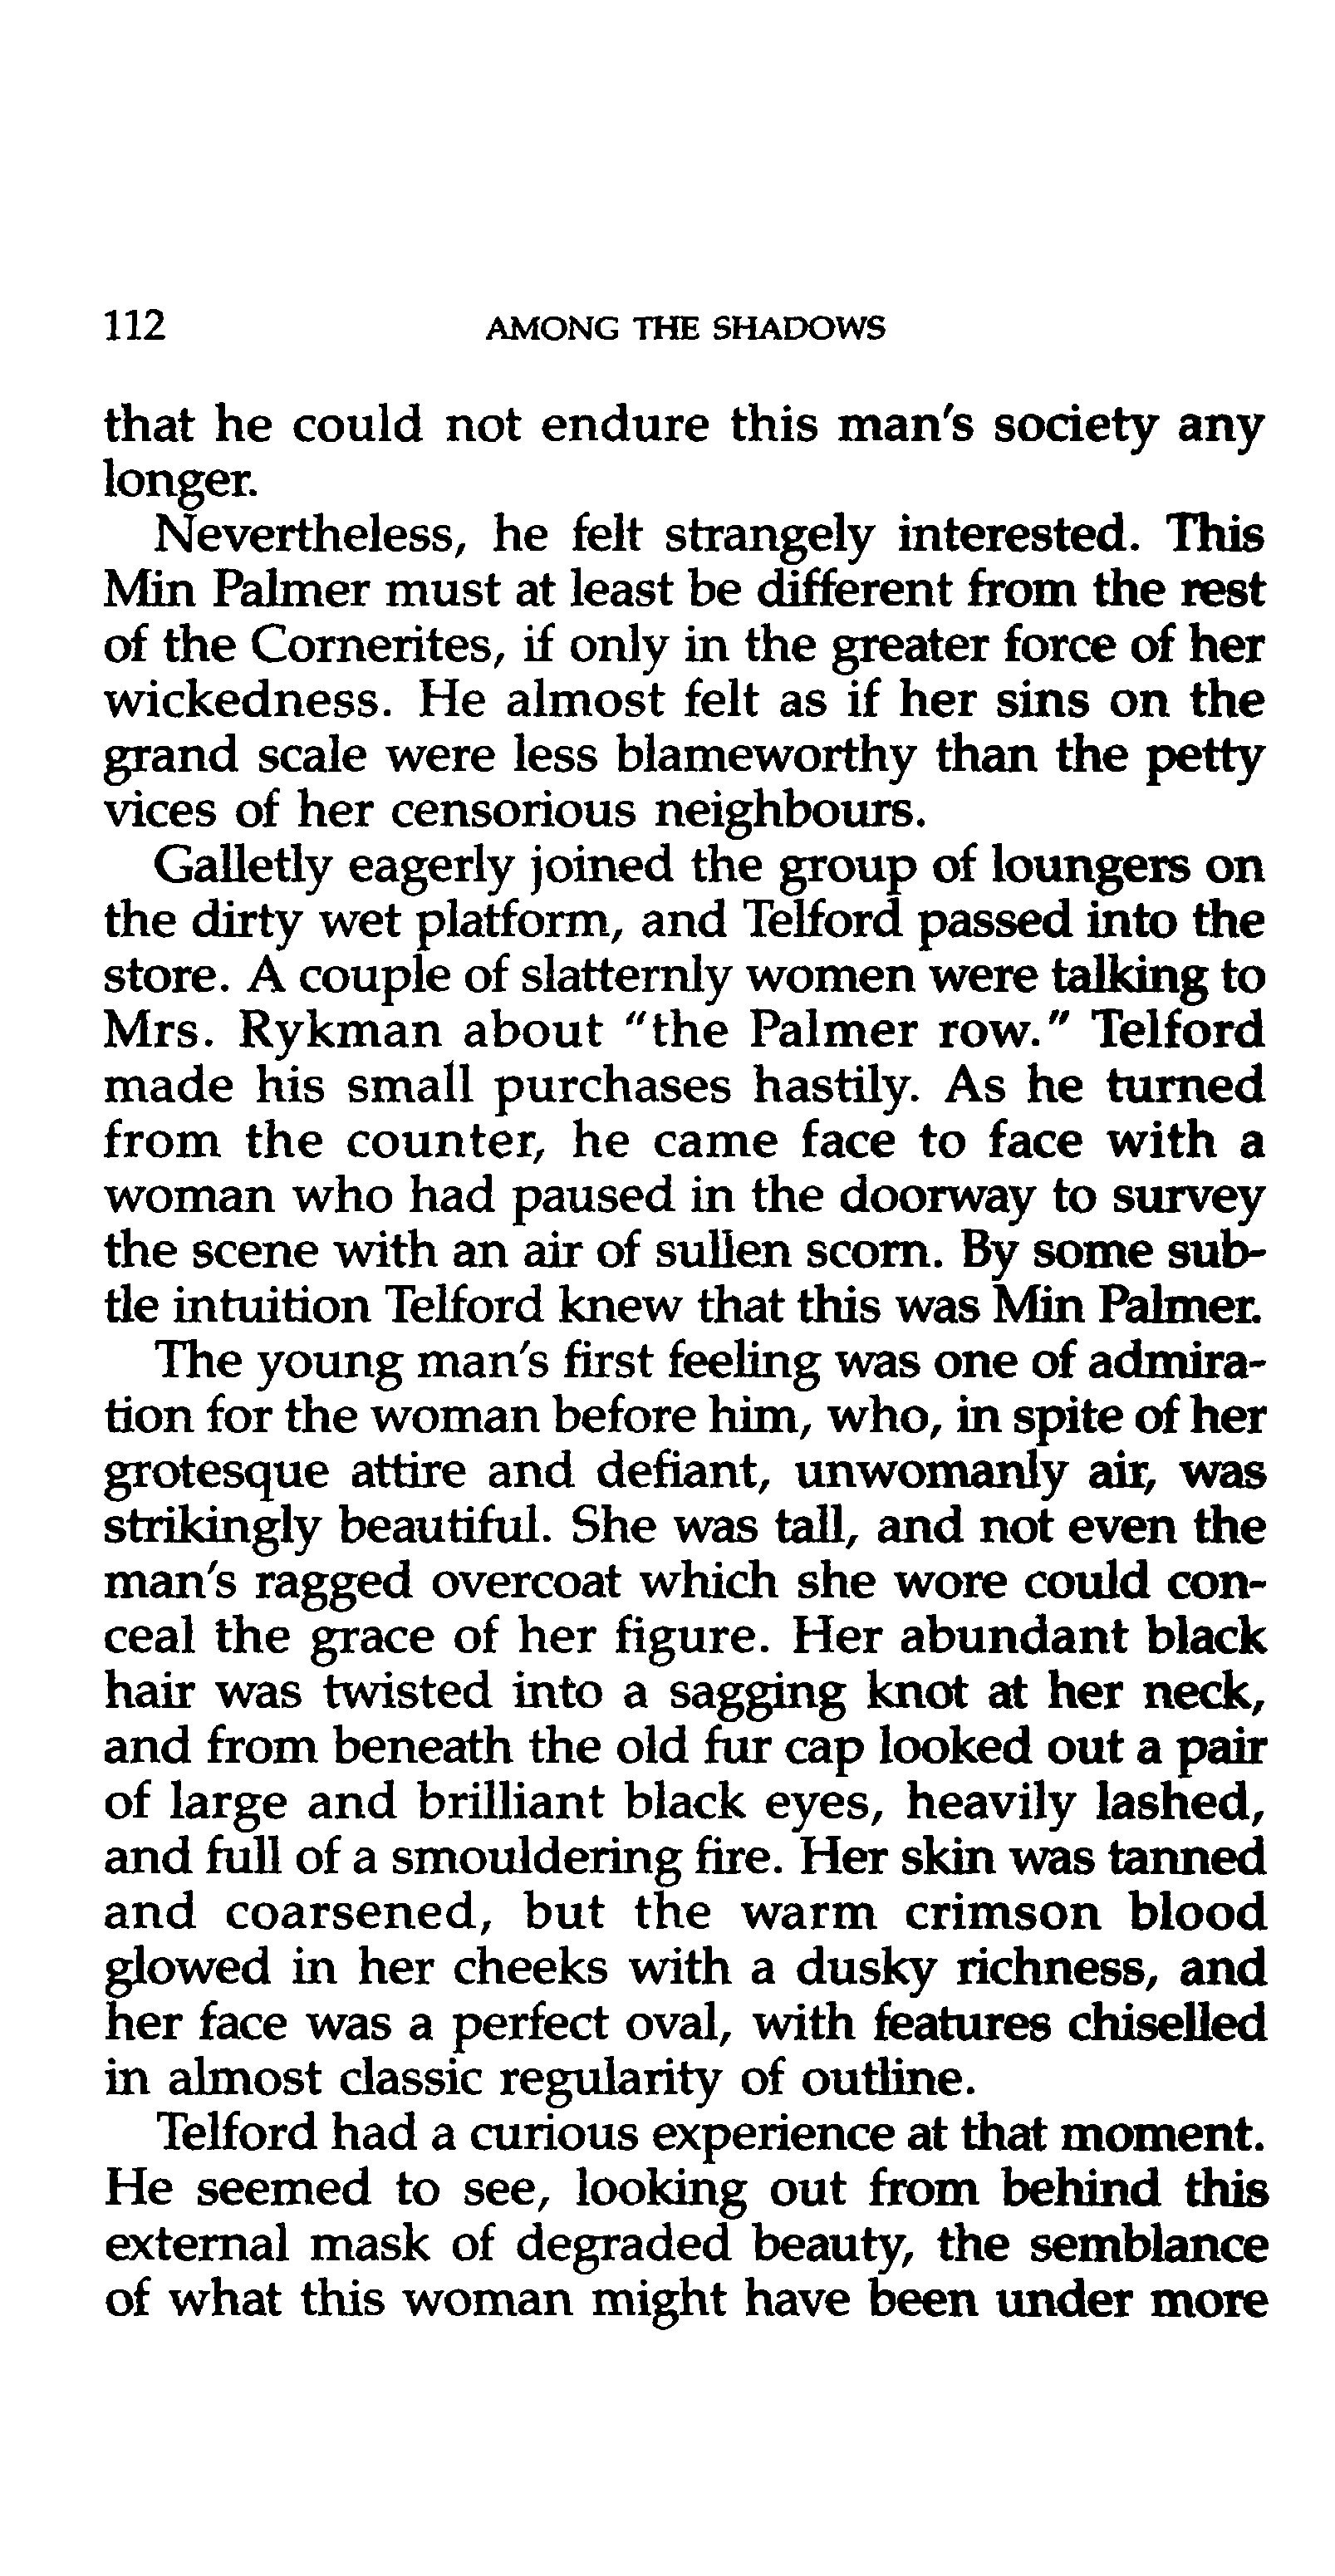 112 AMONG THE SHADOWS
that he could not endure this man's society any
longer.
Nevertheless, he felt strangely interested. This
Min Palmer must at least be different from the rest
of the Cornerites, if only in the greater force of her
wickedness. He almost felt as if her sins on the
grand scale were less blameworthy than the petty
vices of her censorious neighbours.
Galletly eagerly joined the group of loungers on
the dirty wet platform, and Telford passed into the
store. A couple of slatternly women were talking to
Mrs. Rykman about "the Palmer row." Telford
made his small purchases hastily. As he turned
from the counter, he came face to face with a
woman who had paused in the doorway to survey
the scene with an air of sullen scorn. By some sub-
tle intuition Telford knew that this was Min Palmer.
The young man's first feeling was one of admira-
tion for the woman before him, who, in spite of her
grotesque attire and defiant, unwomanly air, was
strikingly beautiful. She was tall, and not even the
man's ragged overcoat which she wore could con-
ceal the grace of her figure. Her abundant black
hair was twisted into a sagging knot at her neck,
and from beneath the old fur cap looked out a pair
of large and brilliant black eyes, heavily lashed,
and full of a smouldering fire. Her skin was tanned
and coarsened, but the warm crimson blood
glowed in her cheeks with a dusky richness, and
her face was a perfect oval, with features chiselled
in almost classic regularity of outline.
Telford had a curious experience at that moment.
He seemed to see, looking out from behind this
external mask of degraded beauty, the semblance
of what this woman might have been under more